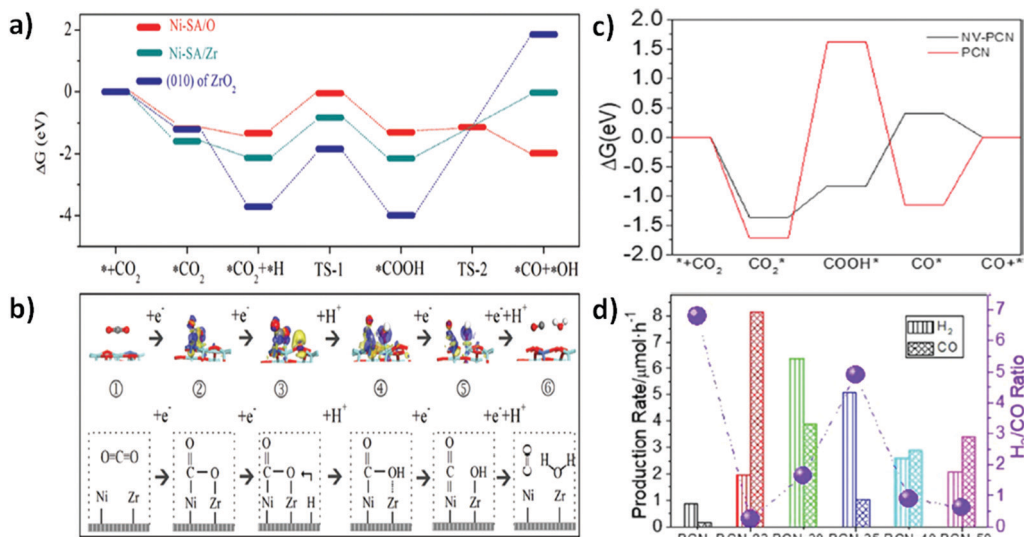 a)
Ni-SA/O
Ni-SA/Zr
(010) of ZrO2
ΔG (eV)
2
0
-2
-4
*+CO2
*CO2
*CO2+*H
TS-1
*COOH
TS-2
*CO+*OH
b)
+e-
+e-
+H+
+e-
+e-+H+
① ② ③ ④ ⑤ ⑥
+e-
+e-
+H+
+e-
+e-+H+
O=C=O
Ni Zr
O
C—O
Ni Zr
O
C—O
Ni Zr H
O
C—OH
Ni Zr
O
C OH
Ni Zr
H H
Ni Zr
c)
NV-PCN
PCN
ΔG(eV)
2.0
1.5
1.0
0.5
0.0
-0.5
-1.0
-1.5
-2.0
*+CO2
CO2*
COOH*
CO*
CO+*
d)
H2
CO
Production Rate/μmol·h-1
8
7
6
5
4
3
2
1
0
H2/CO Ratio
7
6
5
4
3
2
1
0